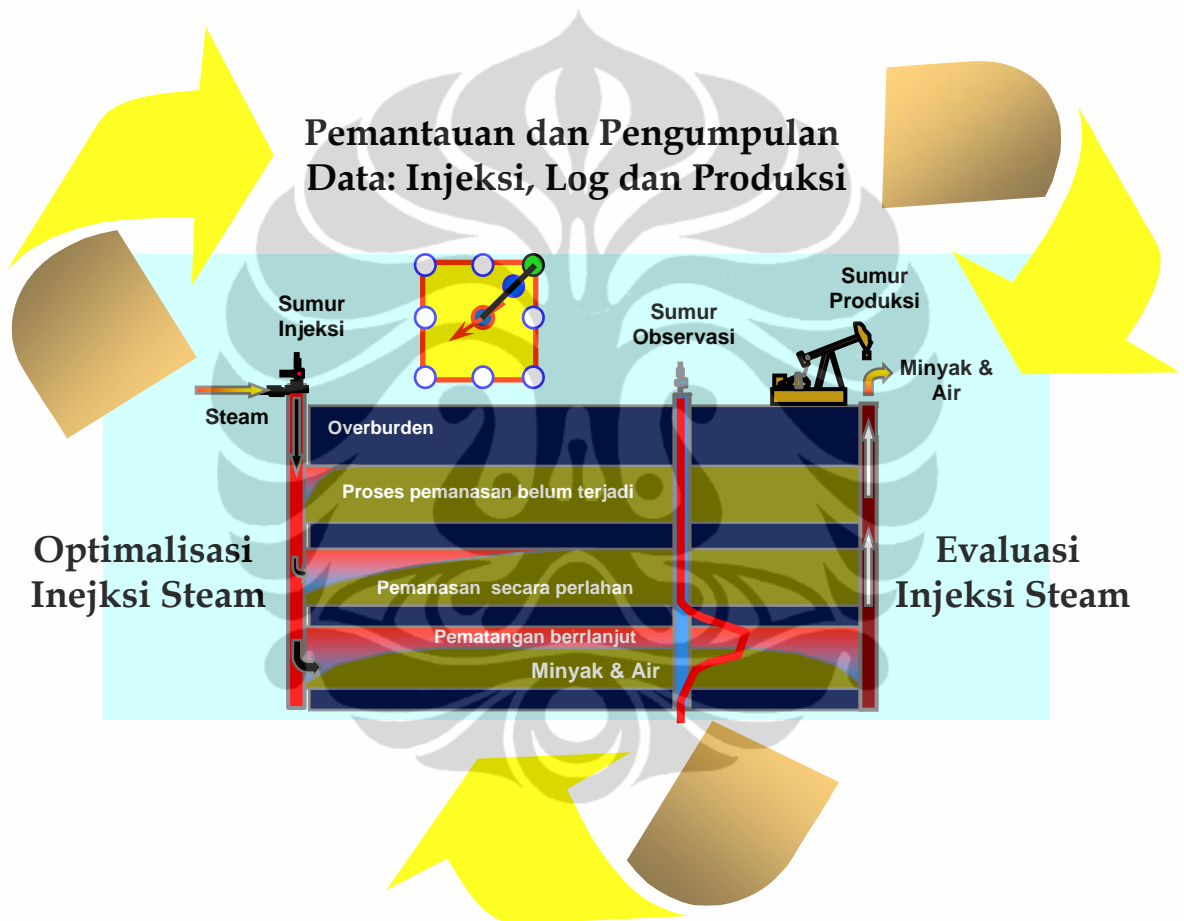 Pemantauan dan Pengumpulan
Data: Injeksi, Log dan Produksi
Sumur
Injeksi
Sumur
Observasi
Sumur
Produksi
Minyak &
Air
Steam
Overburden
Proses pemanasan belum terjadi
Optimalisasi
Inejksi Steam
Pemanasan secara perlahan
Evaluasi
Injeksi Steam
Pematangan berrlanjut
Minyak & Air